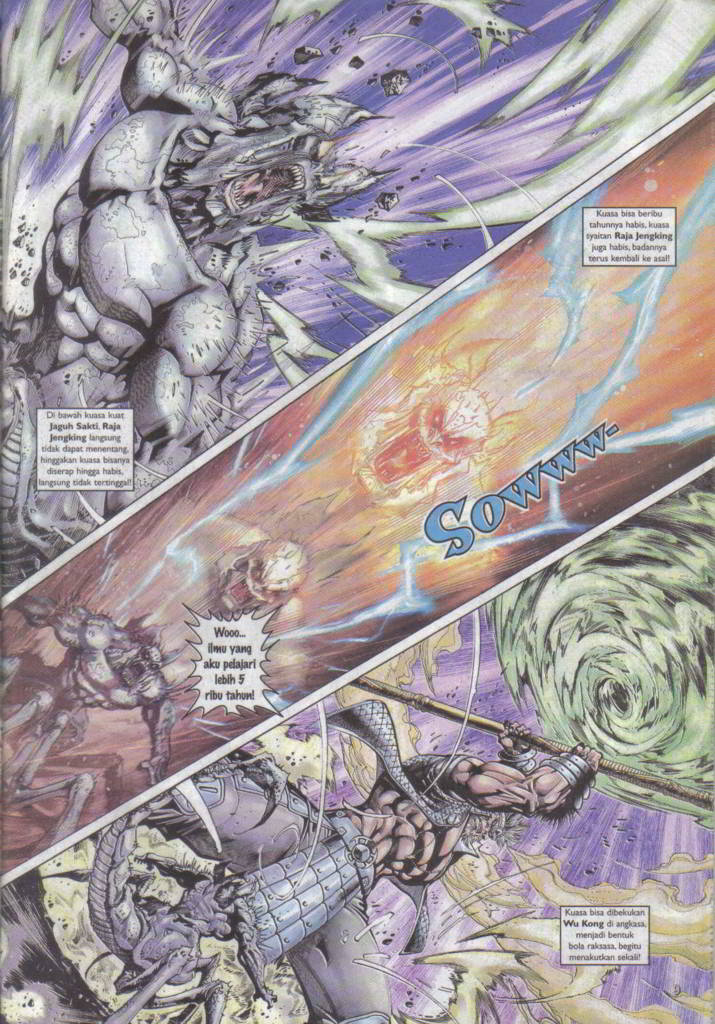 Kuasa bisa beribu
tahunnya habis, kuasa
syaitan Raja Jengking
juga habis, badannya
terus kembali ke asal!
Di bawah kuasa kuat
Jaguh Sakti, Raja
Jengking langsung
tidak dapat menentang,
hinggakan kuasa bisanya
diserap hingga habis,
langsung tidak tertinggal!
Sowww-
Wooo...
ilmu yang
aku pelajari
lebih 5
ribu tahun!
Kuasa bisa dibekukan
Wu Kong di angkasa,
menjadi bentuk
bola raksasa, begitu
menakutkan sekali!
9